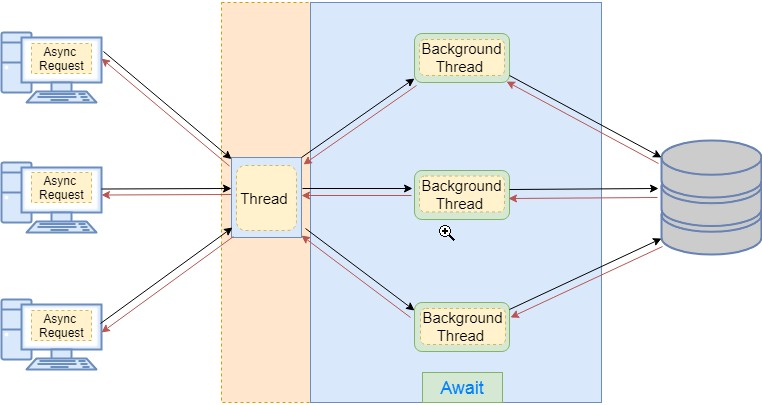 Async
Request
Background
Thread
Async
Request
Thread
Background
Thread
Async
Request
Background
Thread
Await